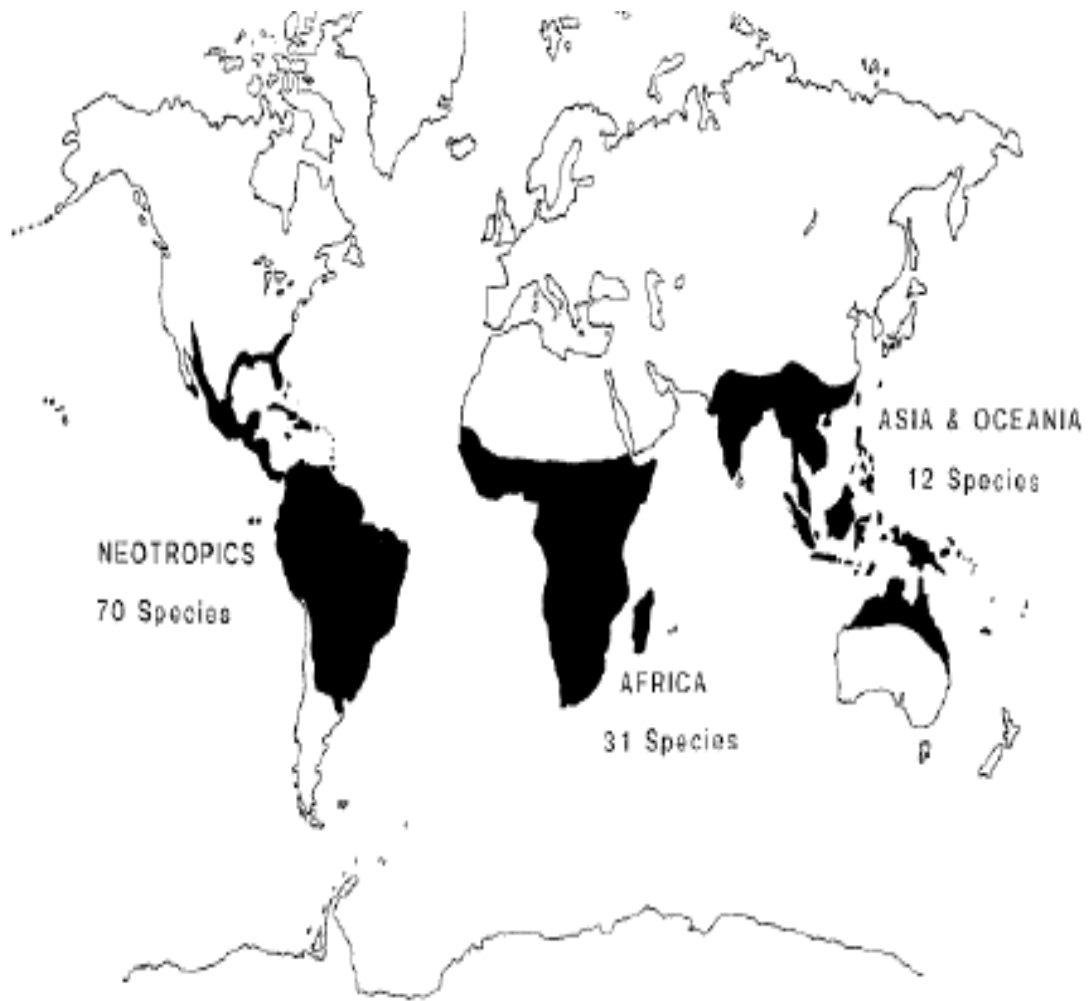 ASIA & OCEANIA
12 Species
NEOTROPICS
70 Species
AFRICA
31 Species